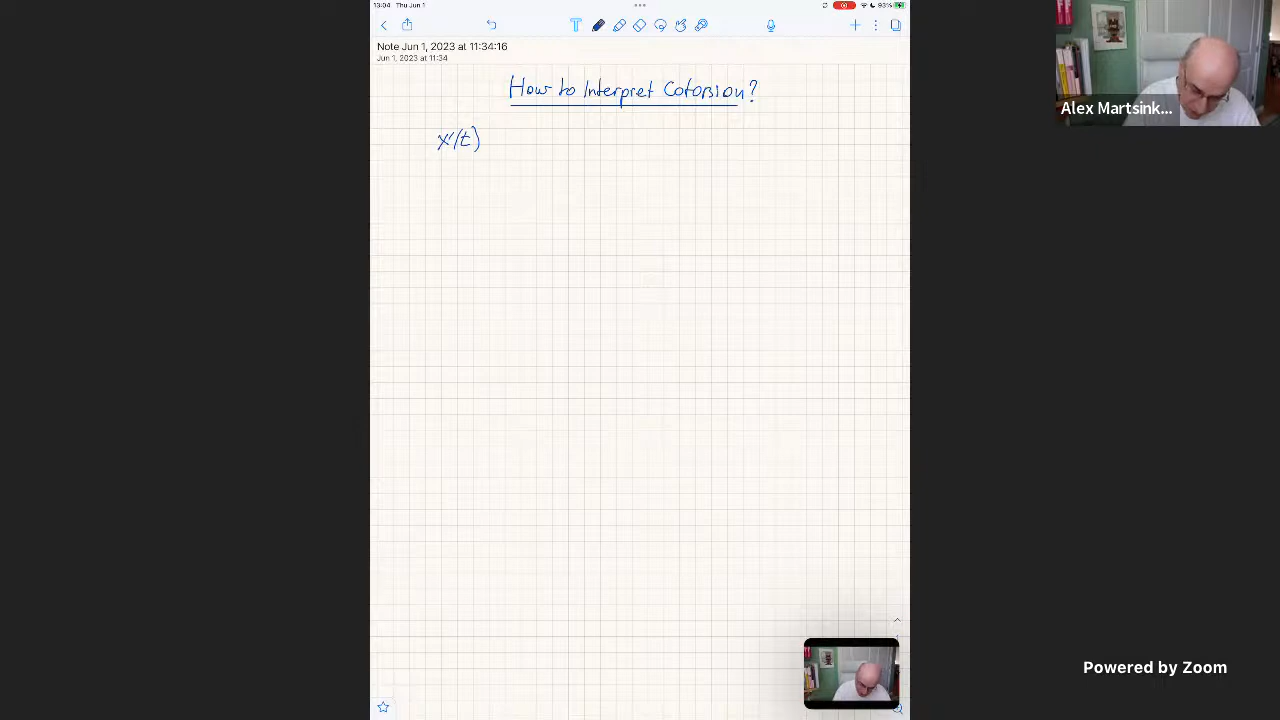 13:04 Thu Jun 1
93%
Note Jun 1, 2023 at 11:34:16
Jun 1, 2023 at 11:34
How to Interpret Cotorsion?
x(t)
Alex Martsink...
Powered by Zoom